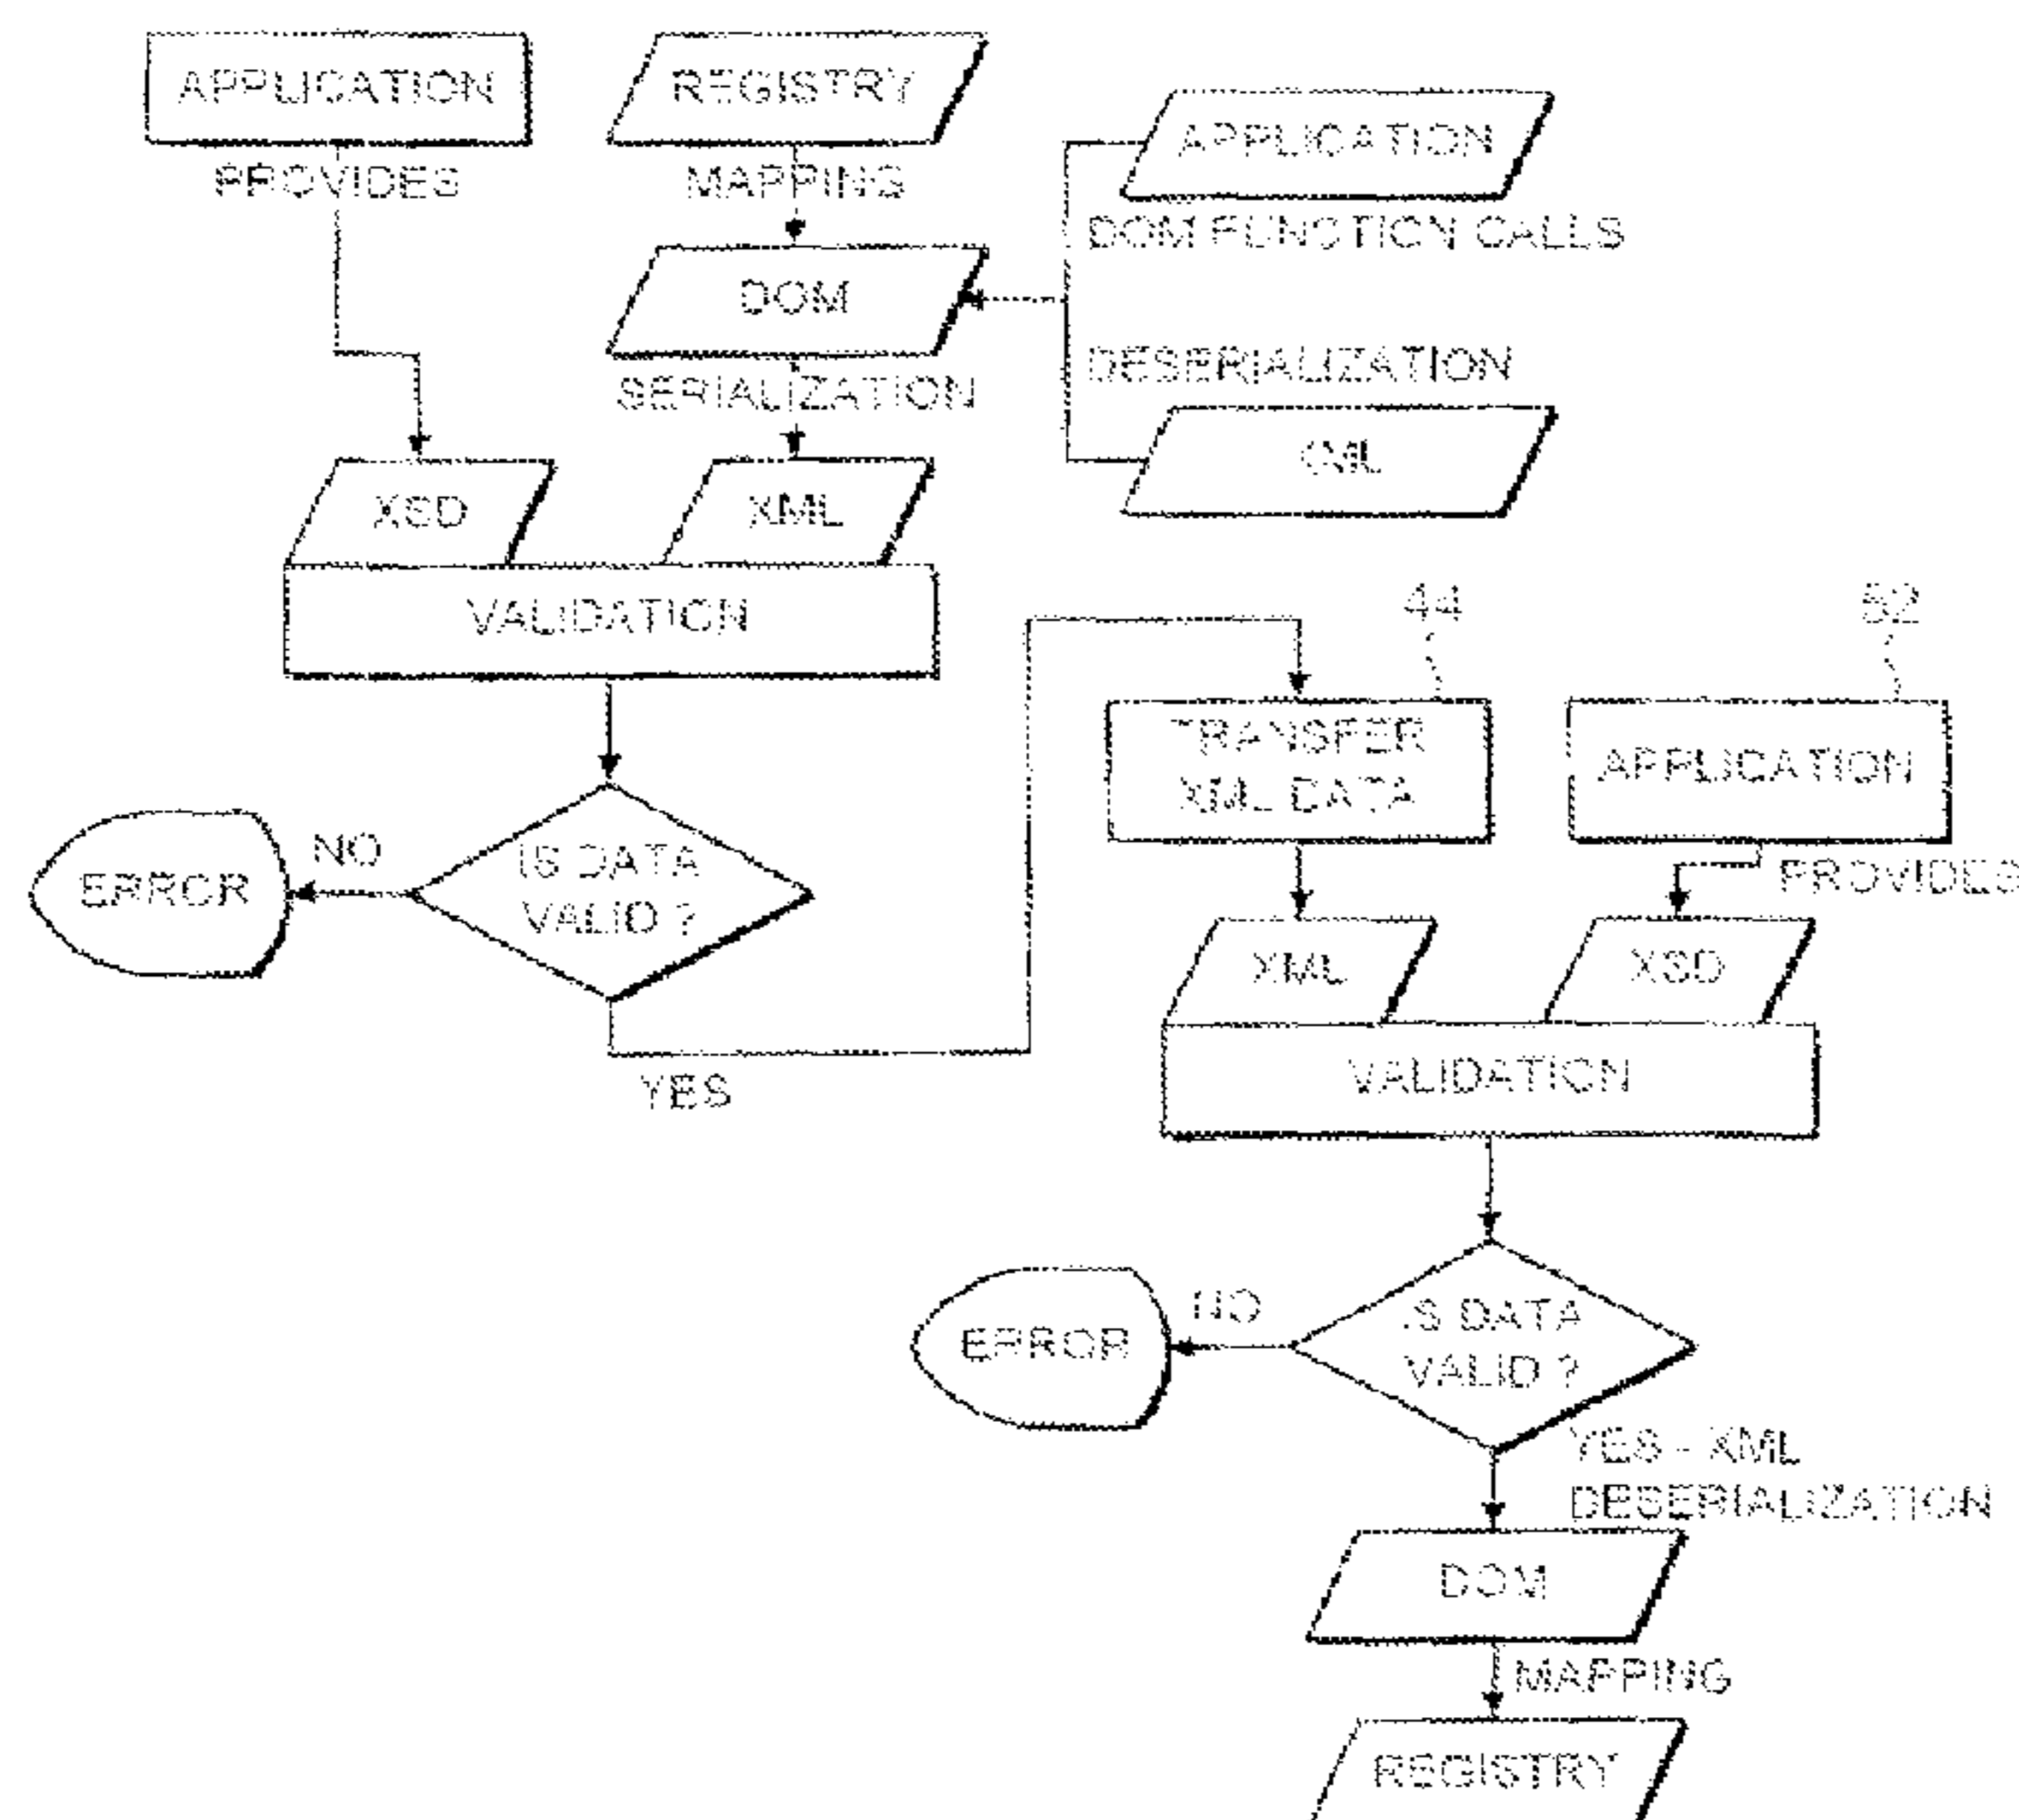 APPLICATION
REGISTRY
APPLICATION
PROVIDES
MAPPING
DOM FUNCTION CALLS
DOM
DESERIALIZATION
SERIALIZATION
XSD
XML
VALIDATION
44
52
TRANSFER
XML DATA
APPLICATION
PROVIDES
IS DATA
VALID ?
NO
ERROR
YES
XML
XSD
VALIDATION
IS DATA
VALID ?
NO
ERROR
YES - XML
DESERIALIZATION
DOM
MAPPING
REGISTRY